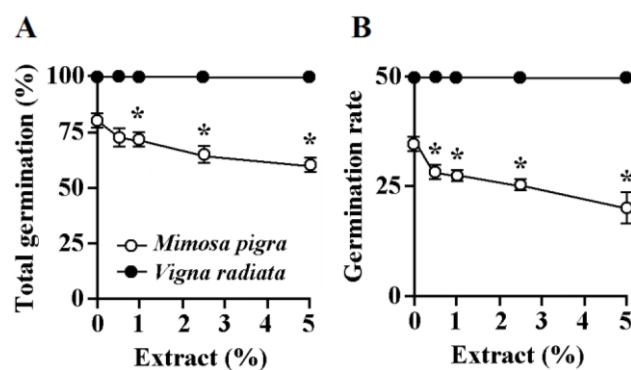 A
Total germination (%)
100
75
50
25
0
* * *
Mimosa pigra
Vigna radiata
0 1 2 3 4 5
Extract (%)
B
Germination rate
50
25
0
* * * *
0 1 2 3 4 5
Extract (%)